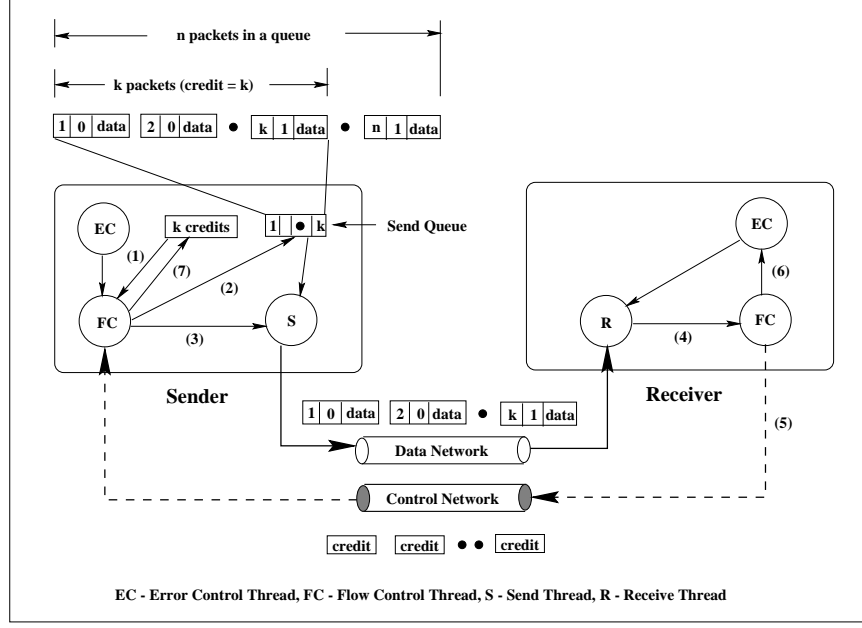 n packets in a queue
k packets (credit = k)
1 0 data 2 0 data • k 1 data • n 1 data
EC
k credits
1 • k
Send Queue
(1)
(7)
(2)
FC
(3)
S
Sender
EC
(6)
R
(4)
FC
Receiver
(5)
1 0 data 2 0 data • k 1 data
Data Network
Control Network
credit credit • • credit
EC - Error Control Thread, FC - Flow Control Thread, S - Send Thread, R - Receive Thread